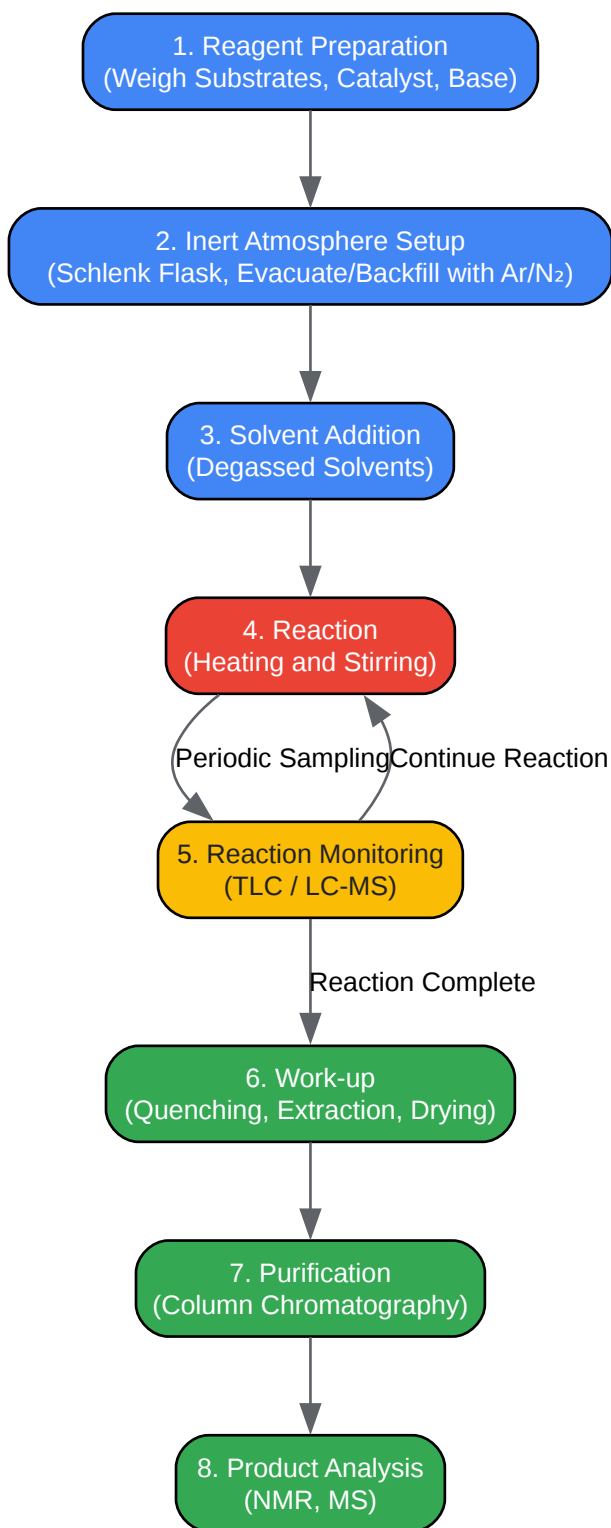 1. Reagent Preparation
(Weigh Substrates, Catalyst, Base)
2. Inert Atmosphere Setup
(Schlenk Flask, Evacuate/Backfill with Ar/N₂)
3. Solvent Addition
(Degassed Solvents)
4. Reaction
(Heating and Stirring)
Periodic Sampling
Continue Reaction
5. Reaction Monitoring
(TLC / LC-MS)
Reaction Complete
6. Work-up
(Quenching, Extraction, Drying)
7. Purification
(Column Chromatography)
8. Product Analysis
(NMR, MS)